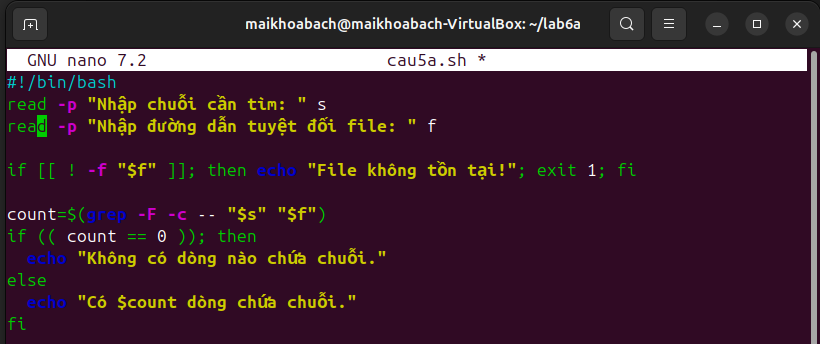 maikhoabach@maikhoabach-VirtualBox: ~/lab6a
GNU nano 7.2 cau5a.sh *
#!/bin/bash
read -p "Nhập chuỗi cần tìm: " s
read -p "Nhập đường dẫn tuyệt đối file: " f
if [[ ! -f "$f" ]]; then echo "File không tồn tại!"; exit 1; fi
count=$(grep -F -c -- "$s" "$f")
if (( count == 0 )); then
  echo "Không có dòng nào chứa chuỗi."
else
  echo "Có $count dòng chứa chuỗi."
fi